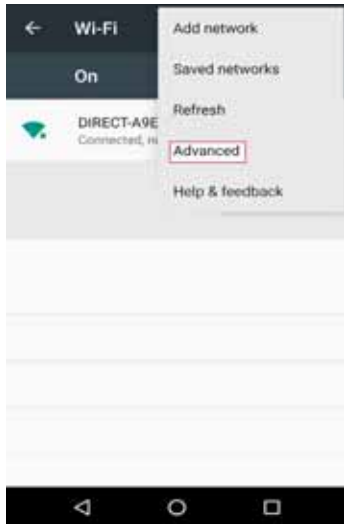 Wi-Fi
On
DIRECT-A9E
Connected,
Add network
Saved networks
Refresh
Advanced
Help & feedback